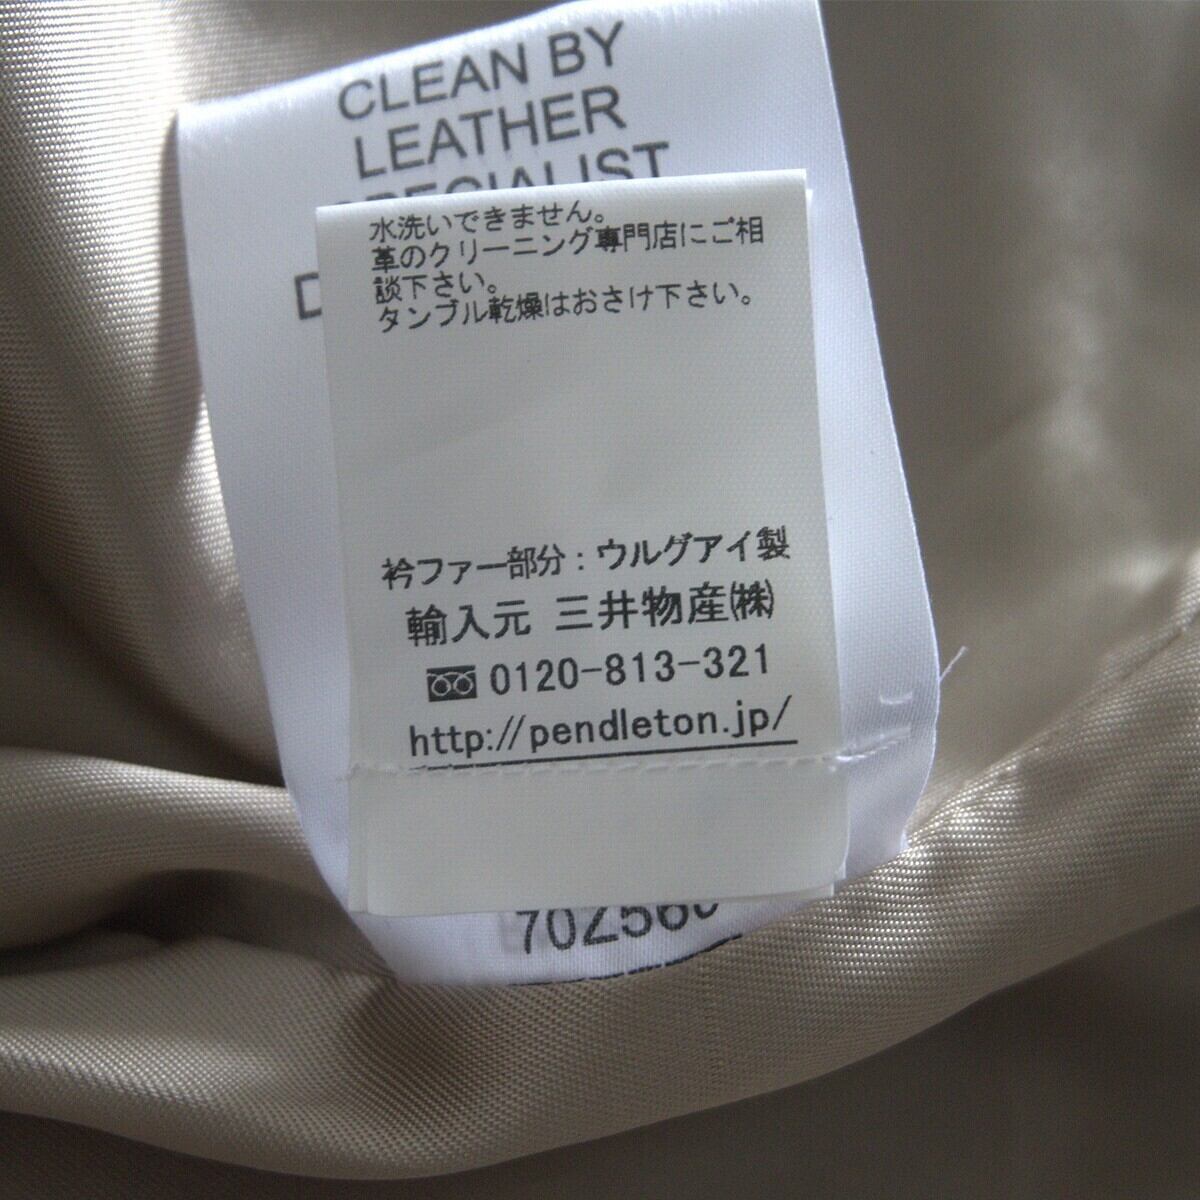 CLEAN BY
LEATHER
SPECIALIST
水洗いできません。
革のクリーニング専門店にご相
談下さい。
タンブル乾燥はおさけ下さい。
衿ファー部分：ウルグアイ製
輸入元 三井物産㈱
0120-813-321
http://pendleton.jp/